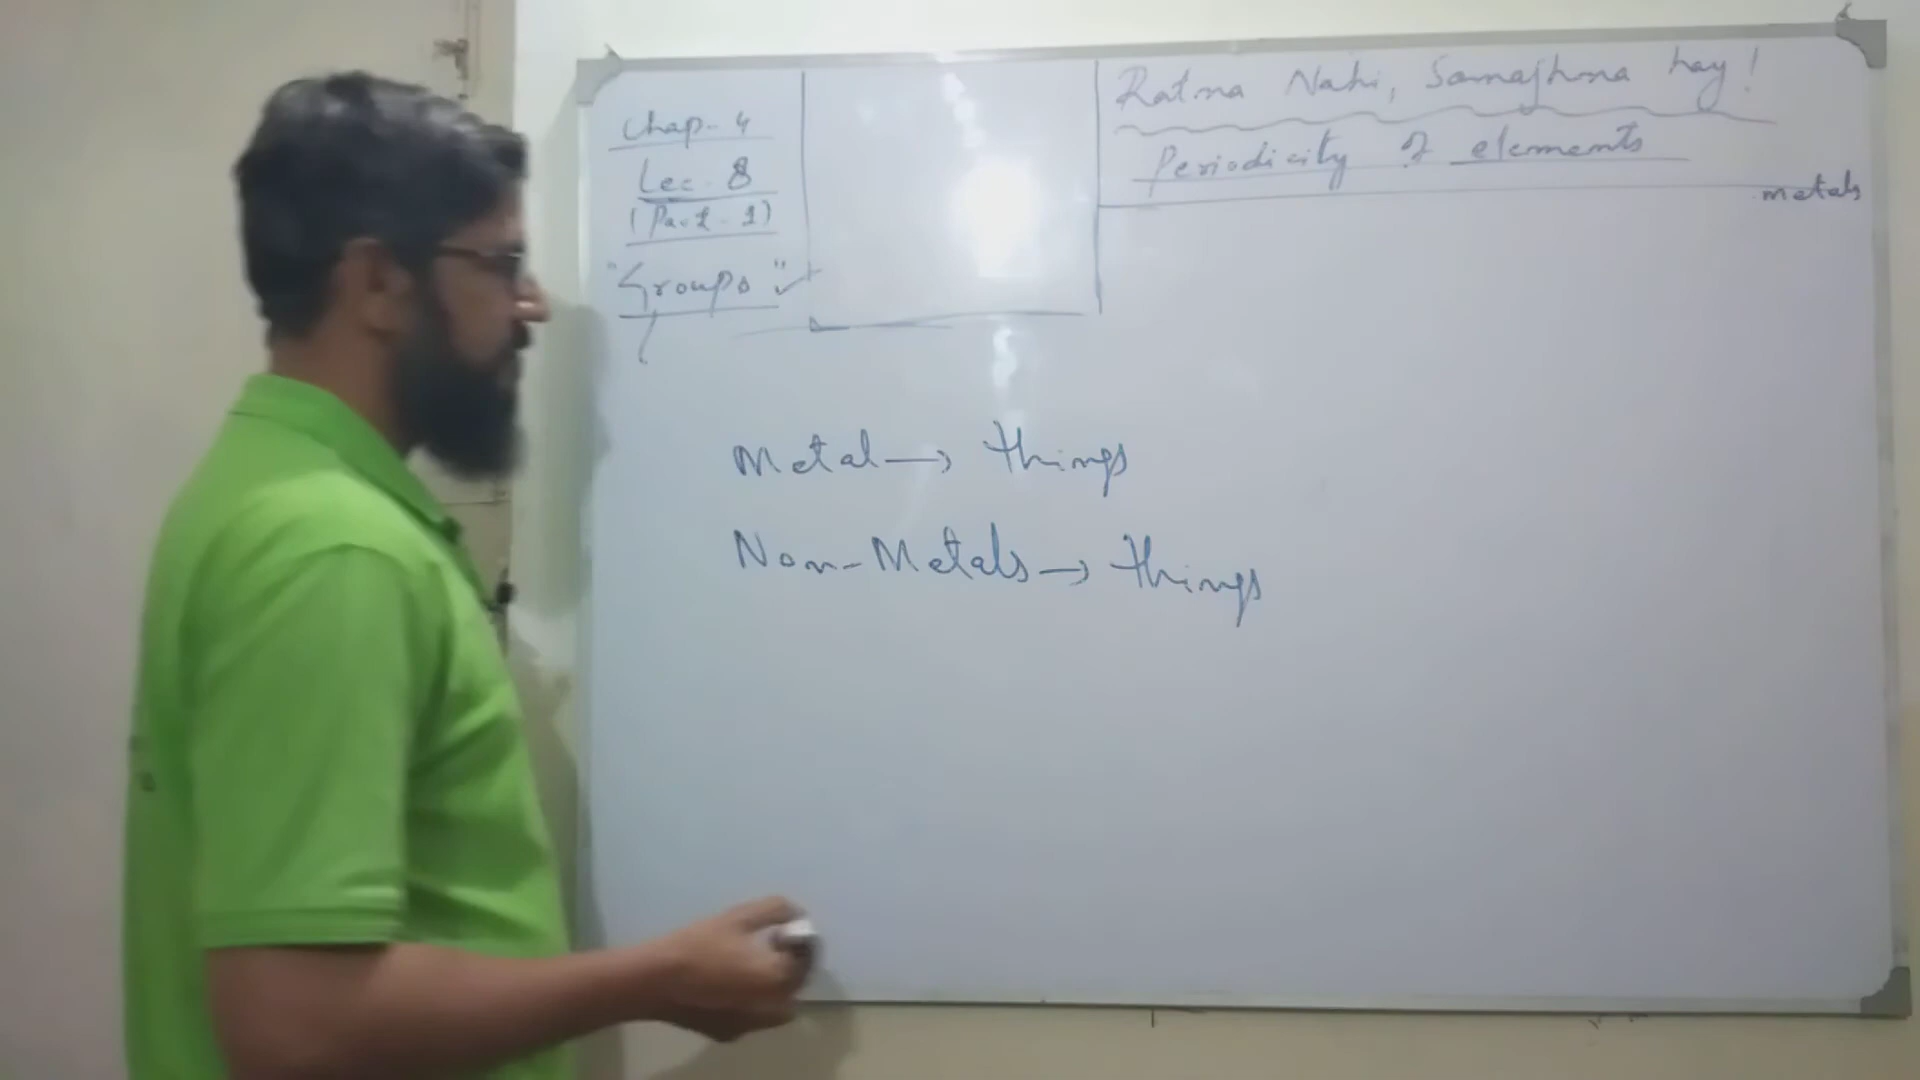 Chap- 4
Lec- 8
(Part-1)
"Groups"
Ratna Nahi, Samajhna hay!
Periodicity of elements
metals
Metal → things
Non-Metals → things